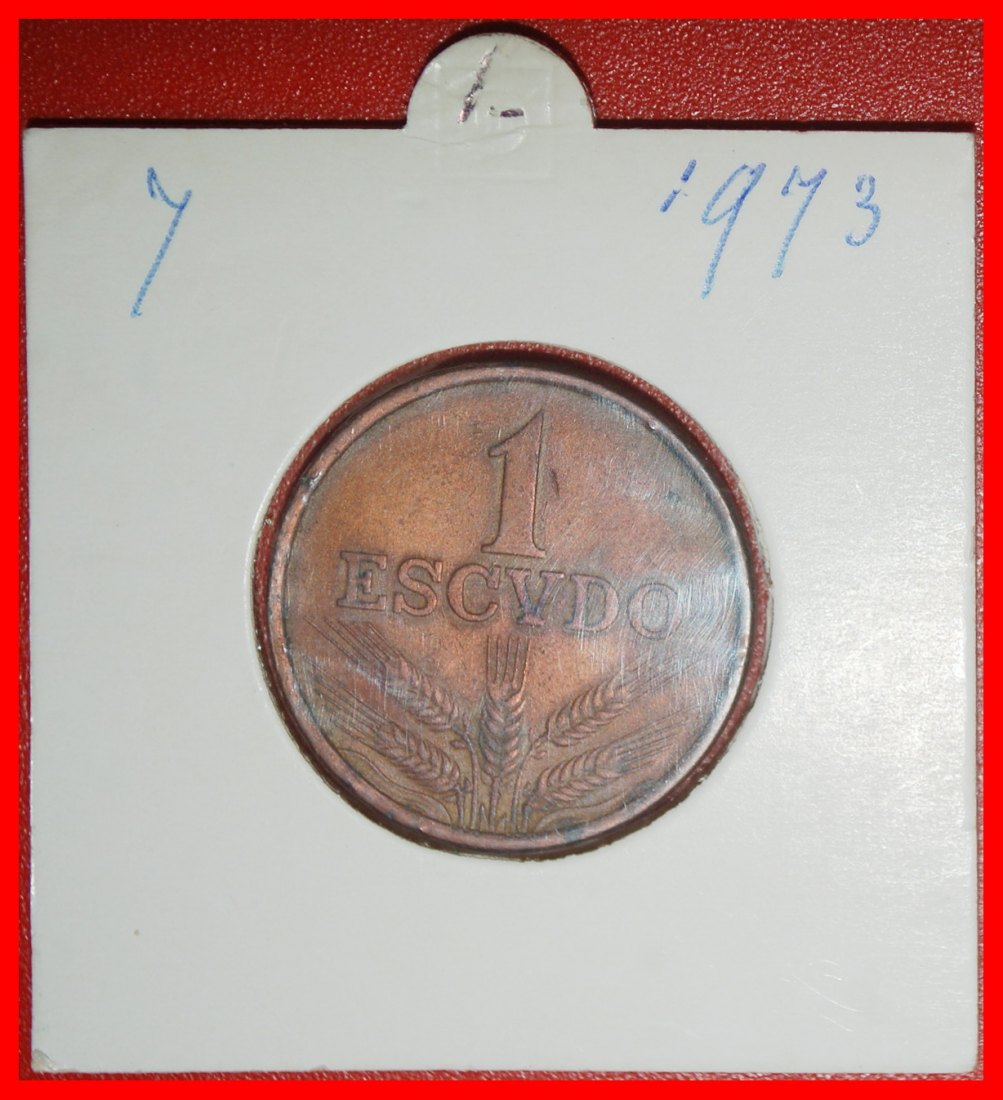 1.-
7 1973
1
ESCVDO